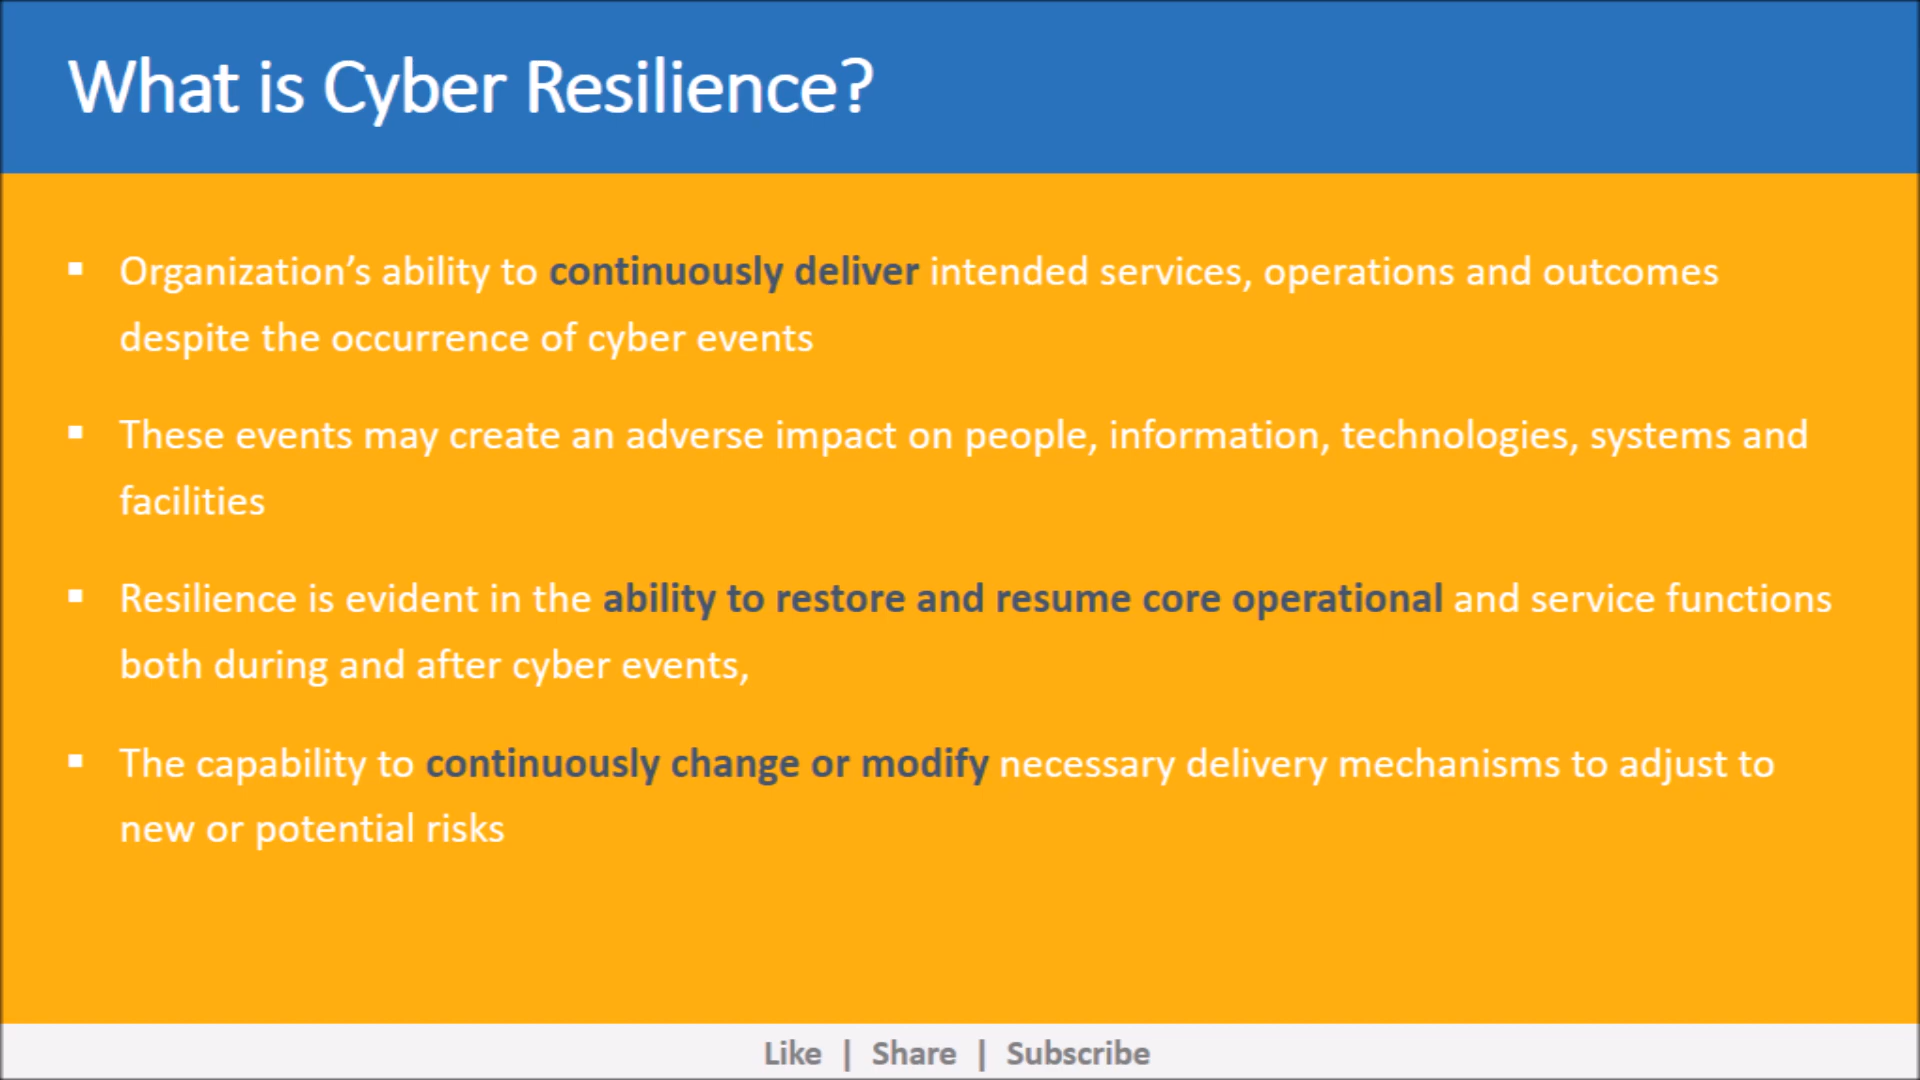 What is Cyber Resilience?
▪ Organization’s ability to continuously deliver intended services, operations and outcomes
despite the occurrence of cyber events
▪ These events may create an adverse impact on people, information, technologies, systems and
facilities
▪ Resilience is evident in the ability to restore and resume core operational and service functions
both during and after cyber events,
▪ The capability to continuously change or modify necessary delivery mechanisms to adjust to
new or potential risks
Like | Share | Subscribe